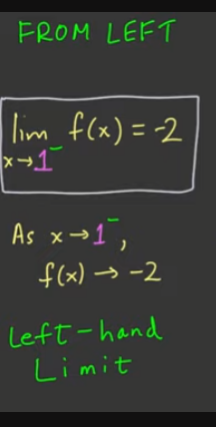 FROM LEFT
lim f(x) = -2
x→1⁻
As x→1⁻,
f(x) → -2
Left-hand
Limit